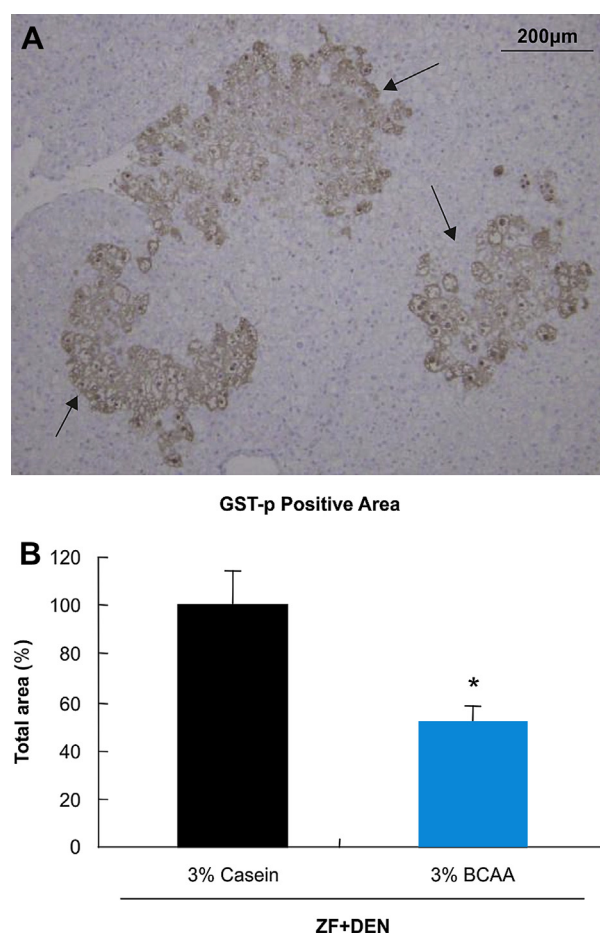 A
200µm
GST-p Positive Area
B
120
100
80
60
40
20
0
Total area (%)
*
3% Casein
3% BCAA
ZF+DEN